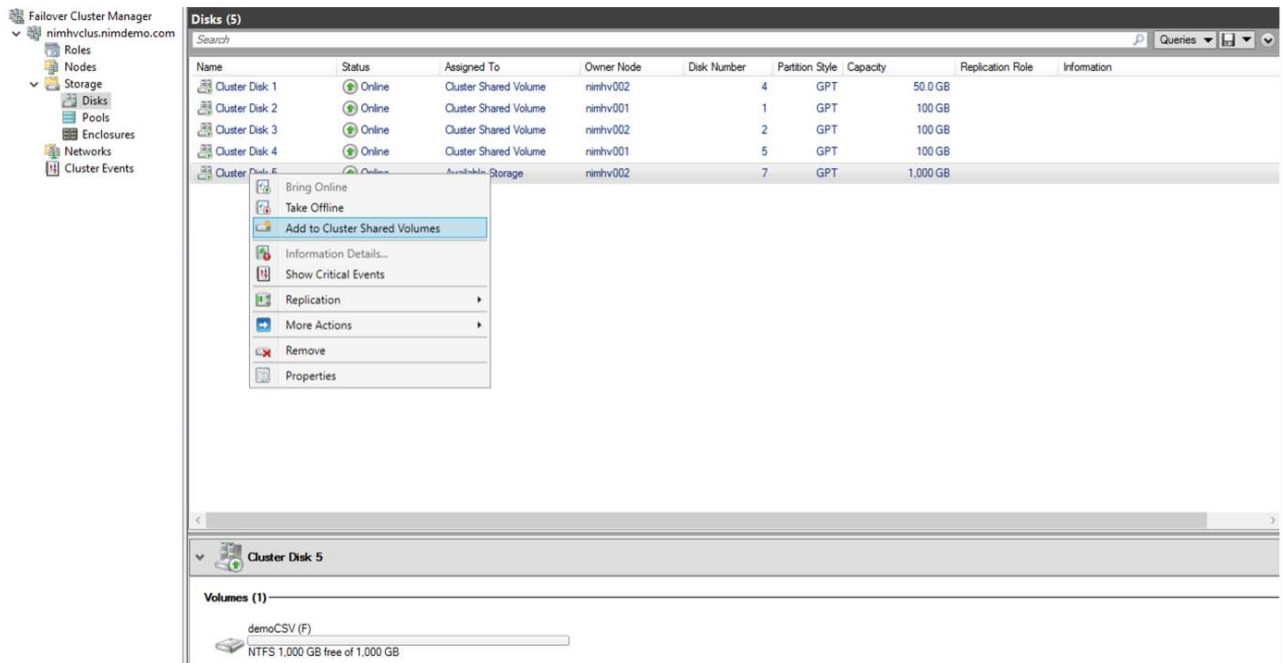 Failover Cluster Manager
nimhvclus.nimdemo.com
Roles
Nodes
Storage
Disks
Pools
Enclosures
Networks
Cluster Events
Disks (5)
Search
Queries
Name Status Assigned To Owner Node Disk Number Partition Style Capacity Replication Role Information
Cluster Disk 1 Online Cluster Shared Volume nimhv002 4 GPT 50.0 GB
Cluster Disk 2 Online Cluster Shared Volume nimhv001 1 GPT 100 GB
Cluster Disk 3 Online Cluster Shared Volume nimhv002 2 GPT 100 GB
Cluster Disk 4 Online Cluster Shared Volume nimhv001 5 GPT 100 GB
Cluster Disk 5 Online Available Storage nimhv002 7 GPT 1,000 GB
Bring Online
Take Offline
Add to Cluster Shared Volumes
Information Details...
Show Critical Events
Replication
More Actions
Remove
Properties
Cluster Disk 5
Volumes (1)
demoCSV (F)
NTFS 1,000 GB free of 1,000 GB